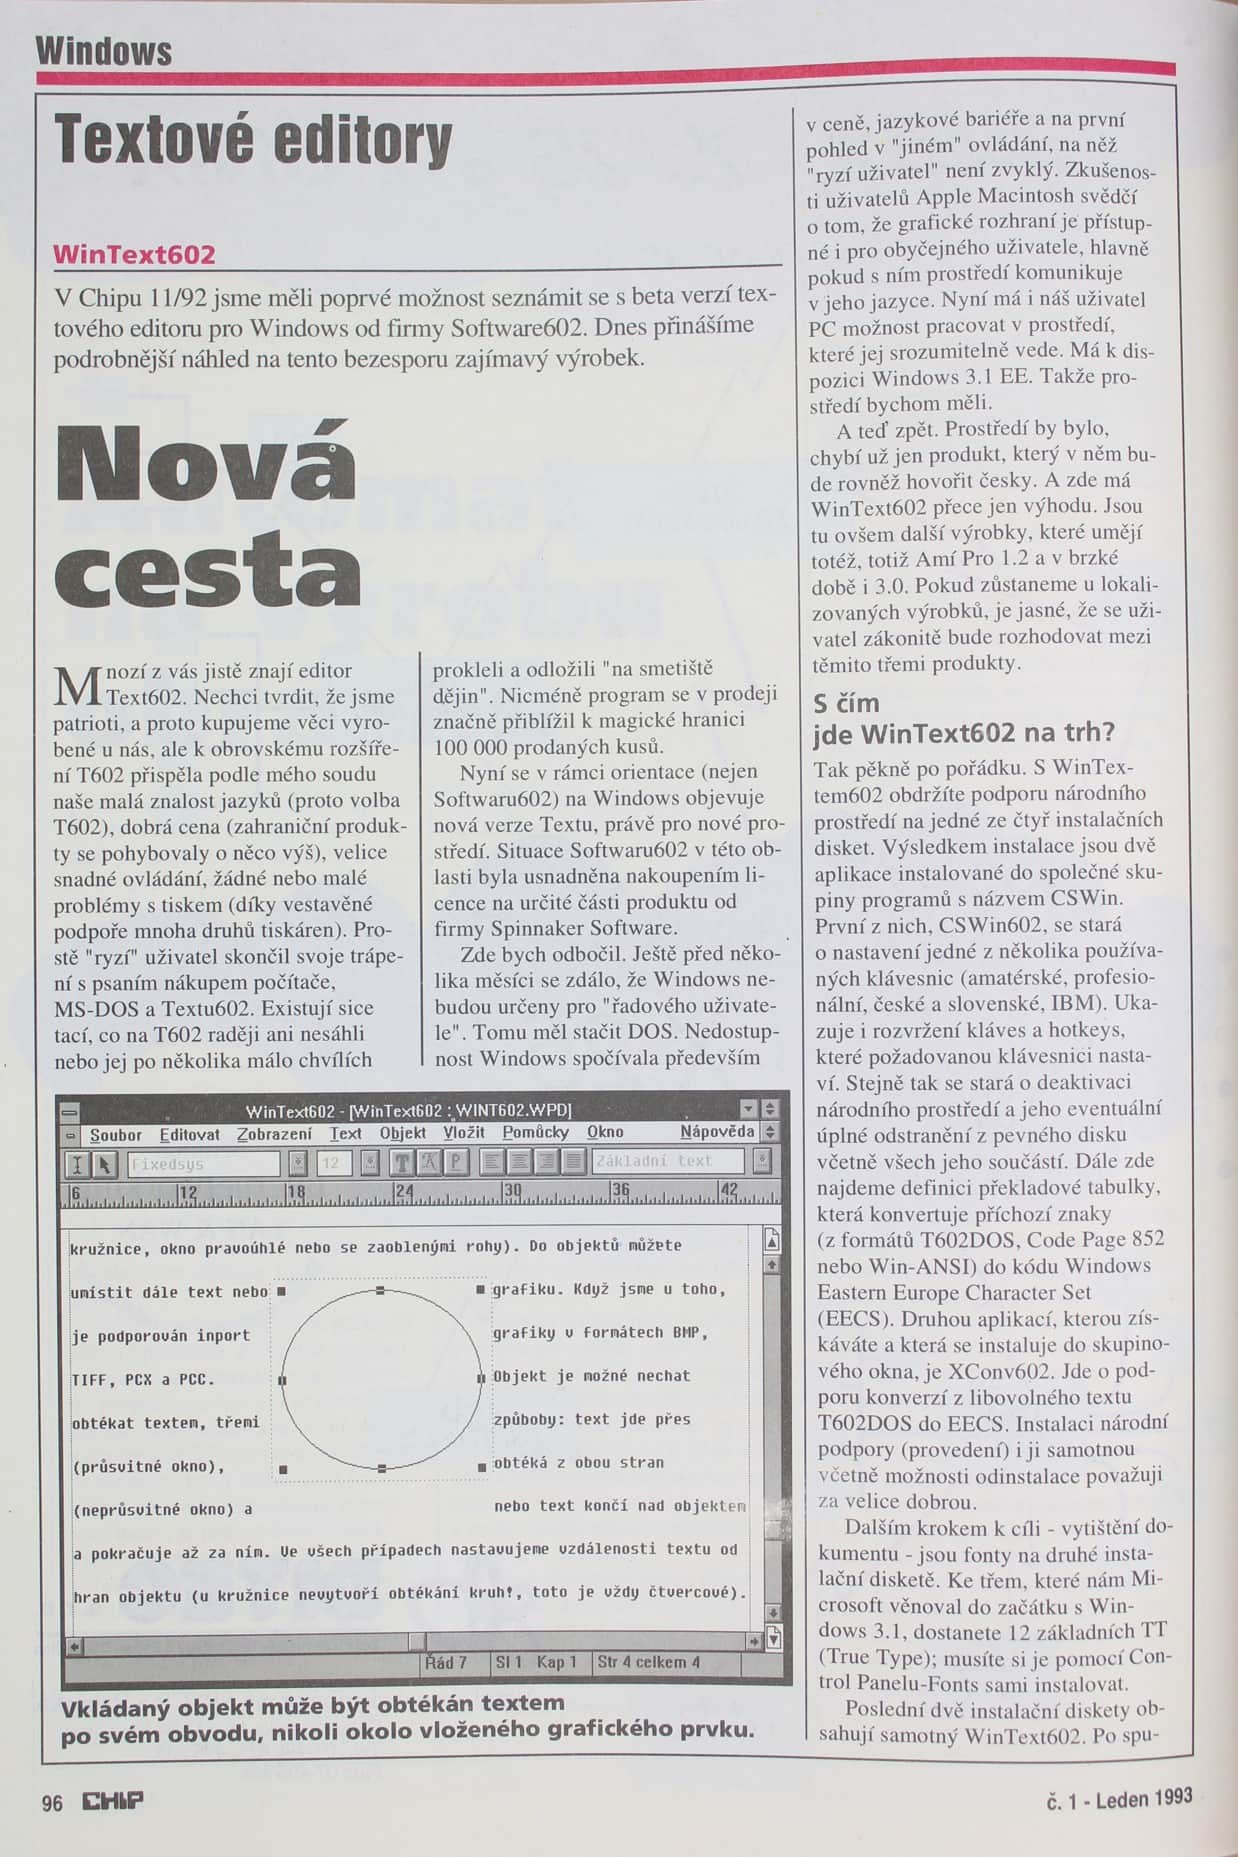 Windows
Textové editory
WinText602
V Chipu 11/92 jsme měli poprvé možnost seznámit se s beta verzí tex-
tového editoru pro Windows od firmy Software602. Dnes přinášíme
podrobnější náhled na tento bezesporu zajímavý výrobek.
Nová
cesta
Mnozí z vás jistě znají editor
Text602. Nechci tvrdit, že jsme
patrioti, a proto kupujeme věci vyro-
bené u nás, ale k obrovskému rozšíře-
ní T602 přispěla podle mého soudu
naše malá znalost jazyků (proto volba
T602), dobrá cena (zahraniční produk-
ty se pohybovaly o něco výš), velice
snadné ovládání, žádné nebo malé
problémy s tiskem (díky vestavěné
podpoře mnoha druhů tiskáren). Pro-
stě "ryzí" uživatel skončil svoje trápe-
ní s psaním nákupem počítače,
MS-DOS a Textu602. Existují sice
tací, co na T602 raději ani nesáhli
nebo jej po několika málo chvílích
prokleli a odložili "na smetiště
dějin". Nicméně program se v prodeji
značně přiblížil k magické hranici
100 000 prodaných kusů.
Nyní se v rámci orientace (nejen
Softwaru602) na Windows objevuje
nová verze Textu, právě pro nové pro-
středí. Situace Softwaru602 v této ob-
lasti byla usnadněna nakoupením li-
cence na určité části produktu od
firmy Spinnaker Software.
Zde bych odbočil. Ještě před něko-
lika měsíci se zdálo, že Windows ne-
budou určeny pro "řadového uživate-
le". Tomu měl stačit DOS. Nedostup-
nost Windows spočívala především
WinText602 - [WinText602 : WINT602.WPD]
Soubor Editovat Zobrazení Text Objekt Vložit Pomůcky Okno Nápověda
Fixedsys 12 T A P Základní text
6 12 18 24 30 36 42
kružnice, okno pravoúhlé nebo se zaoblenými rohy). Do objektů můžete
umístit dále text nebo grafiku. Když jsme u toho,
je podporován inport grafiky v formátech BMP,
TIFF, PCX a PCC. Objekt je možné nechat
obtékat textem, třemi způboby: text jde přes
(průsvitné okno), obtéká z obou stran
(neprůsvitné okno) a nebo text končí nad objektem
a pokračuje až za ním. Ve všech případech nastavujeme vzdálenosti textu od
hran objektu (u kružnice nevytvoří obtékání kruh!, toto je vždy čtvercové).
Řád 7 Sl 1 Kap 1 Str 4 celkem 4
Vkládaný objekt může být obtékán textem
po svém obvodu, nikoli okolo vloženého grafického prvku.
v ceně, jazykové bariéře a na první
pohled v "jiném" ovládání, na něž
"ryzí uživatel" není zvyklý. Zkušenos-
ti uživatelů Apple Macintosh svědčí
o tom, že grafické rozhraní je přístup-
né i pro obyčejného uživatele, hlavně
pokud s ním prostředí komunikuje
v jeho jazyce. Nyní má i náš uživatel
PC možnost pracovat v prostředí,
které jej srozumitelně vede. Má k dis-
pozici Windows 3.1 EE. Takže pro-
středí bychom měli.
A teď zpět. Prostředí by bylo,
chybí už jen produkt, který v něm bu-
de rovněž hovořit česky. A zde má
WinText602 přece jen výhodu. Jsou
tu ovšem další výrobky, které umějí
totéž, totiž Amí Pro 1.2 a v brzké
době i 3.0. Pokud zůstaneme u lokali-
zovaných výrobků, je jasné, že se uži-
vatel zákonitě bude rozhodovat mezi
těmito třemi produkty.
S čím
jde WinText602 na trh?
Tak pěkně po pořádku. S WinTex-
tem602 obdržíte podporu národního
prostředí na jedné ze čtyř instalačních
disket. Výsledkem instalace jsou dvě
aplikace instalované do společné sku-
piny programů s názvem CSWin.
První z nich, CSWin602, se stará
o nastavení jedné z několika používa-
ných klávesnic (amatérské, profesio-
nální, české a slovenské, IBM). Uka-
zuje i rozvržení kláves a hotkeys,
které požadovanou klávesnici nasta-
ví. Stejně tak se stará o deaktivaci
národního prostředí a jeho eventuální
úplné odstranění z pevného disku
včetně všech jeho součástí. Dále zde
najdeme definici překladové tabulky,
která konvertuje příchozí znaky
(z formátů T602DOS, Code Page 852
nebo Win-ANSI) do kódu Windows
Eastern Europe Character Set
(EECS). Druhou aplikací, kterou zís-
káváte a která se instaluje do skupino-
vého okna, je XConv602. Jde o pod-
poru konverzí z libovolného textu
T602DOS do EECS. Instalaci národní
podpory (provedení) i ji samotnou
včetně možnosti odinstalace považuji
za velice dobrou.
Dalším krokem k cíli - vytištění do-
kumentu - jsou fonty na druhé insta-
lační disketě. Ke třem, které nám Mi-
crosoft věnoval do začátku s Win-
dows 3.1, dostanete 12 základních TT
(True Type); musíte si je pomocí Con-
trol Panelu-Fonts sami instalovat.
Poslední dvě instalační diskety ob-
sahují samotný WinText602. Po spu-
96 CHIP
č. 1 - Leden 1993